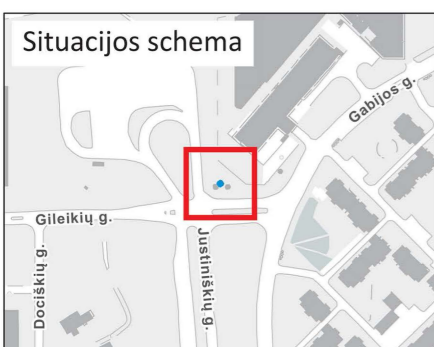 Situacijos schema
Gabijos g.
Gileikių g.
Justiniškių g.
Dociškių g.